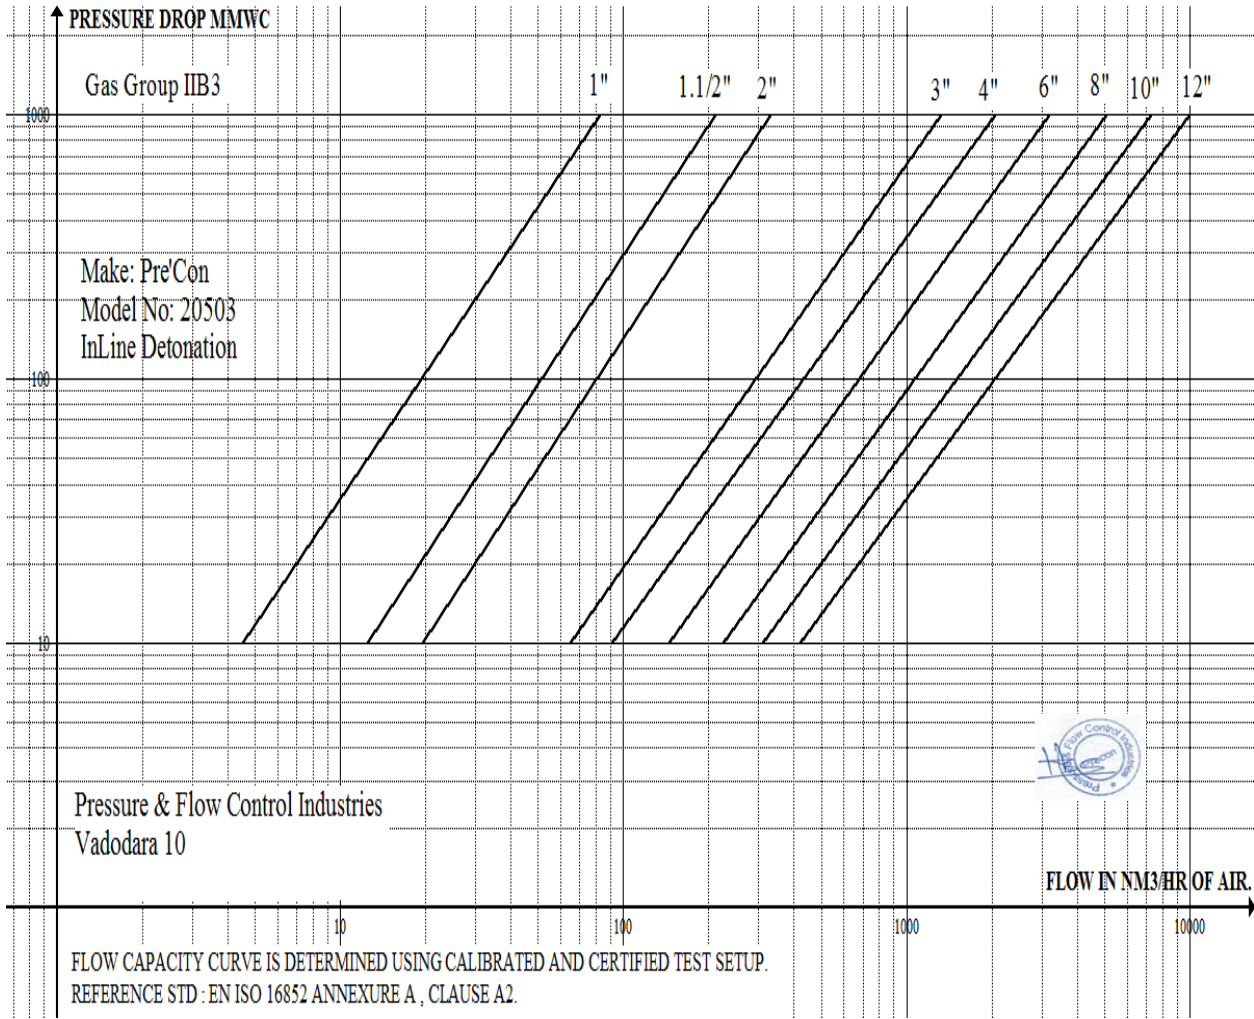 PRESSURE DROP MMWC
Gas Group IIB3
1"
1.1/2"
2"
3"
4"
6"
8"
10"
12"
1000
Make: Pre'Con
Model No: 20503
InLine Detonation
100
10
Flow Control Industries
Pressure & Flow Control Industries
Vadodara 10
FLOW IN NM3/HR OF AIR.
10
100
1000
10000
FLOW CAPACITY CURVE IS DETERMINED USING CALIBRATED AND CERTIFIED TEST SETUP.
REFERENCE STD : EN ISO 16852 ANNEXURE A , CLAUSE A2.